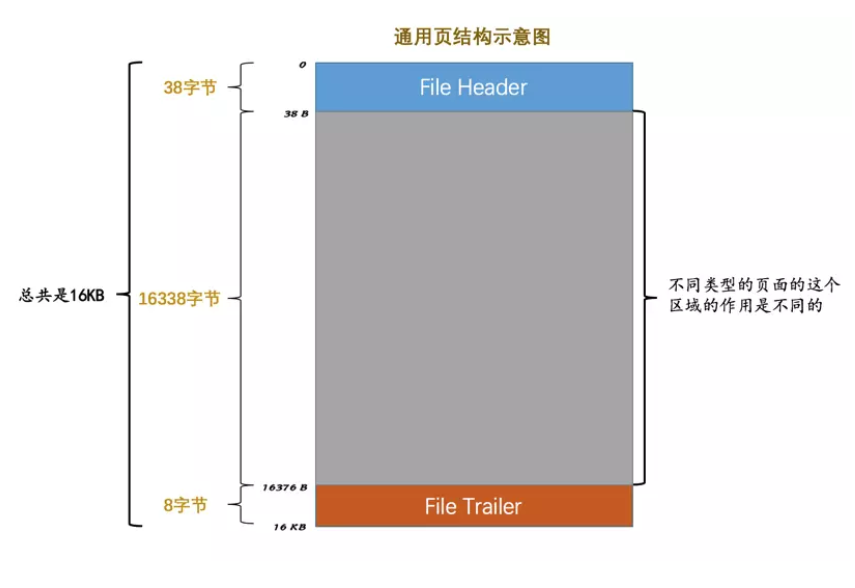 通用页结构示意图
0
38字节
File Header
38 B
总共是16KB
16338字节
不同类型的页面的这个
区域的作用是不同的
16376 B
8字节
File Trailer
16 KB